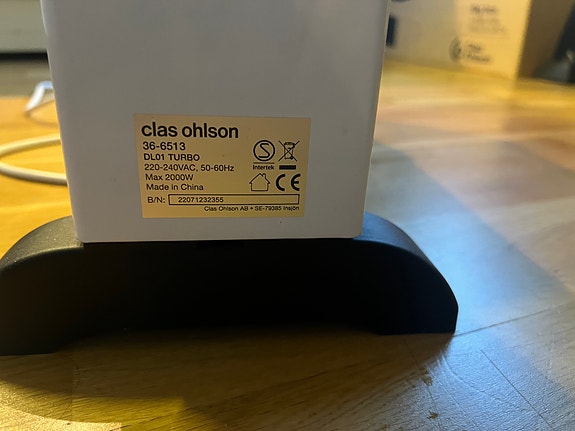 clas ohlson
36-6513
DL01 TURBO
220-240VAC, 50-60Hz
Max 2000W
Made in China
B/N: 22071232355
Clas Ohlson AB • SE-79385 Insjön
S
Intertek
CE